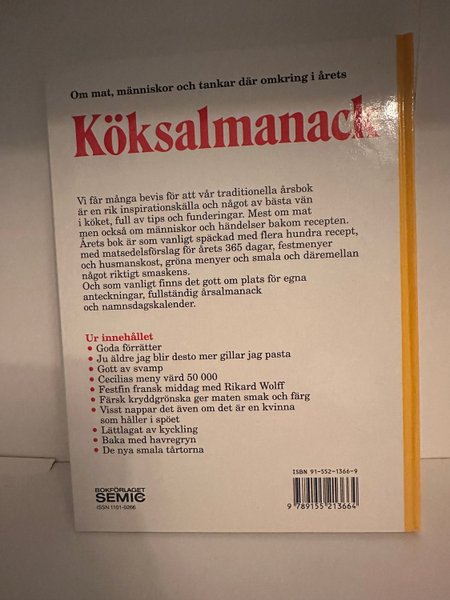 Om mat, människor och tankar där omkring i årets
Köksalmanack
Vi får många bevis för att vår traditionella årsbok
är en rik inspirationskälla och något av bästa vän
i köket, full av tips och funderingar. Mest om mat
men också om människor och händelser bakom recepten.
Årets bok är som vanligt späckad med flera hundra recept,
med matsedelsförslag för årets 365 dagar, festmenyer
och husmanskost, gröna menyer och smala och däremellan
något riktigt smaskens.
Och som vanligt finns det gott om plats för egna
anteckningar, fullständig årsalmanack
och namnsdagskalender.
Ur innehållet
• Goda förrätter
• Ju äldre jag blir desto mer gillar jag pasta
• Gott av svamp
• Cecilias meny värd 50 000
• Festfin fransk middag med Rikard Wolff
• Färsk kryddgrönska ger maten smak och färg
• Visst nappar det även om det är en kvinna
som håller i spöet
• Lättlagat av kyckling
• Baka med havregryn
• De nya smala tårtorna
BOKFÖRLAGET
SEMIC
ISSN 1101-0266
ISBN 91-552-1366-9
9 789155 213664